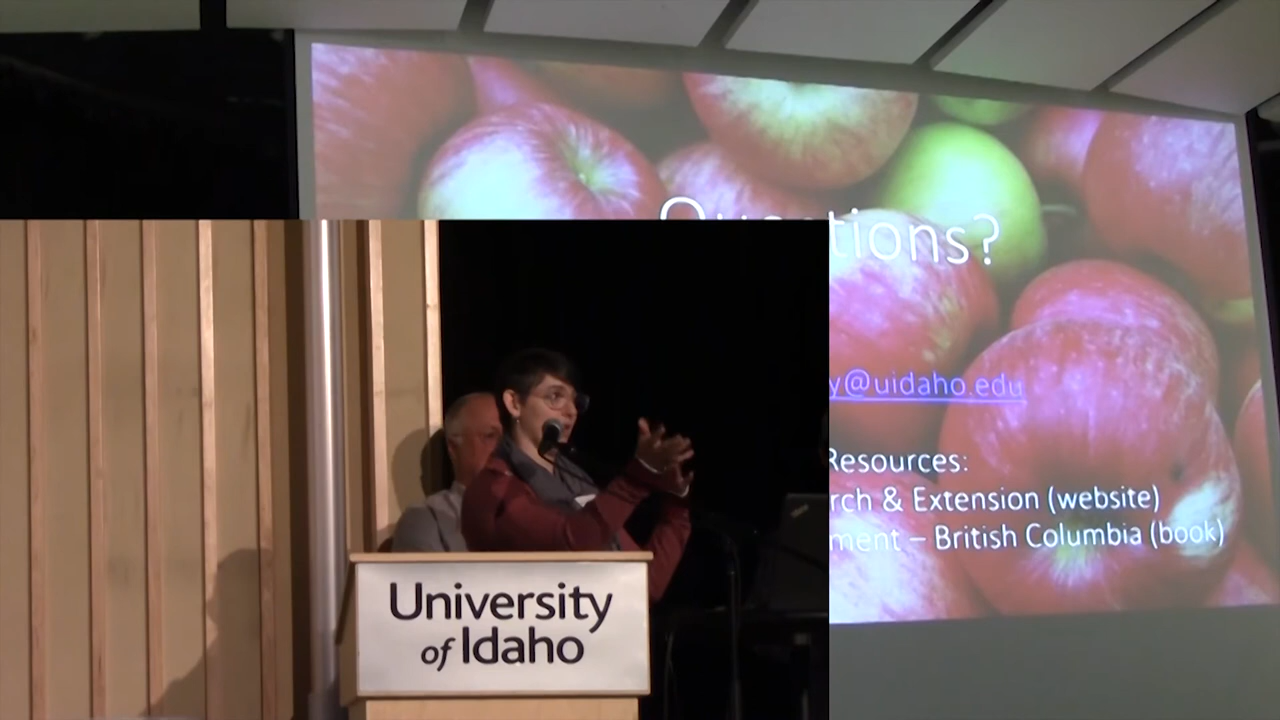 tions?
y@uidaho.edu
Resources:
rch & Extension (website)
ment – British Columbia (book)
University
of Idaho